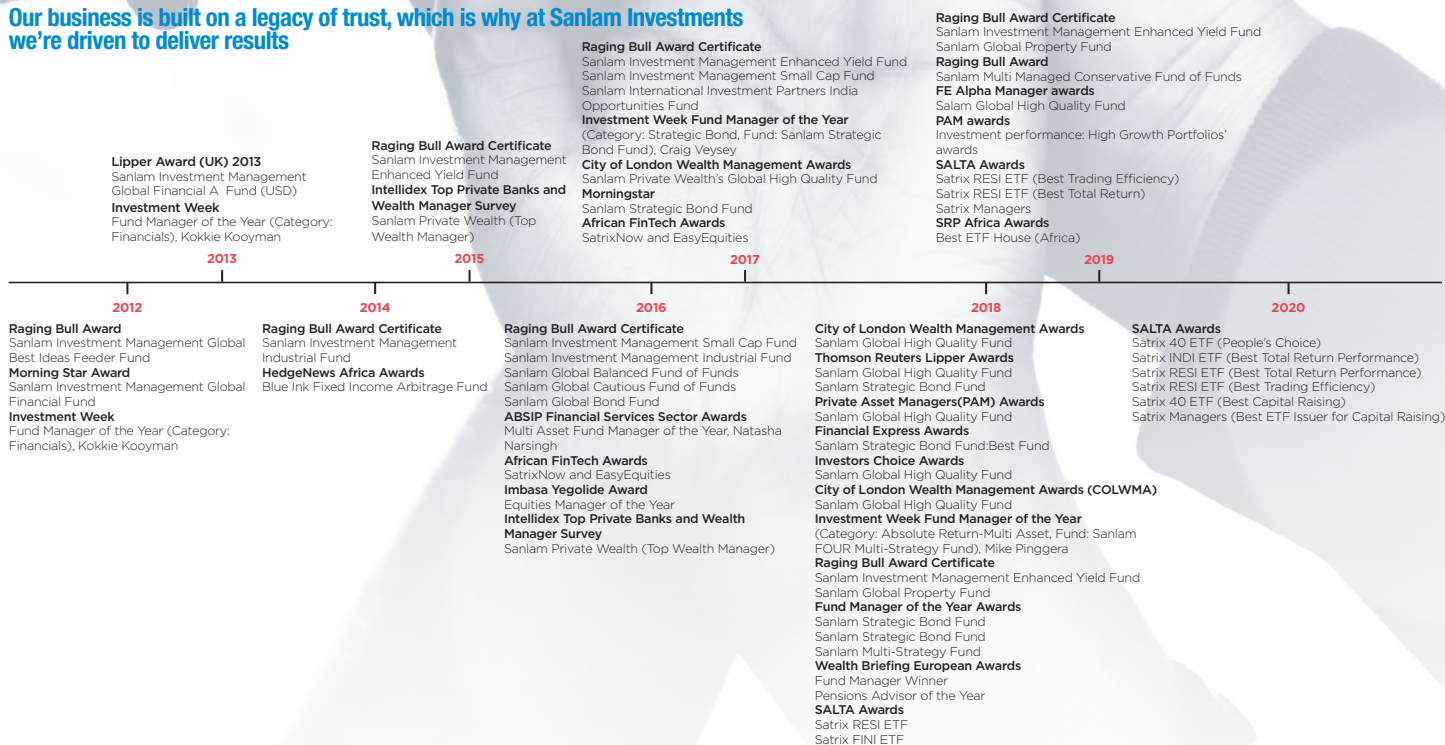 Our business is built on a legacy of trust, which is why at Sanlam Investments
we're driven to deliver results
Lipper Award (UK) 2013
Sanlam Investment Management
Global Financial A Fund (USD)
Investment Week
Fund Manager of the Year (Category:
Financials), Kokkie Kooyman
2013
Raging Bull Award Certificate
Sanlam Investment Management
Enhanced Yield Fund
Intellidex Top Private Banks and
Wealth Manager Survey
Sanlam Private Wealth (Top
Wealth Manager)
2015
Raging Bull Award Certificate
Sanlam Investment Management Enhanced Yield Fund
Sanlam Investment Management Small Cap Fund
Sanlam International Investment Partners India
Opportunities Fund
Investment Week Fund Manager of the Year
(Category: Strategic Bond, Fund: Sanlam Strategic
Bond Fund), Craig Veysey
City of London Wealth Management Awards
Sanlam Private Wealth's Global High Quality Fund
Morningstar
Sanlam Strategic Bond Fund
African FinTech Awards
SatrixNow and EasyEquities
2017
Raging Bull Award Certificate
Sanlam Investment Management Enhanced Yield Fund
Sanlam Global Property Fund
Raging Bull Award
Sanlam Multi Managed Conservative Fund of Funds
FE Alpha Manager awards
Salam Global High Quality Fund
PAM awards
Investment performance: High Growth Portfolios'
awards
SALTA Awards
Satrix RESI ETF (Best Trading Efficiency)
Satrix RESI ETF (Best Total Return)
Satrix Managers
SRP Africa Awards
Best ETF House (Africa)
2019
2012
Raging Bull Award
Sanlam Investment Management Global
Best Ideas Feeder Fund
Morning Star Award
Sanlam Investment Management Global
Financial Fund
Investment Week
Fund Manager of the Year (Category:
Financials), Kokkie Kooyman
2014
Raging Bull Award Certificate
Sanlam Investment Management
Industrial Fund
HedgeNews Africa Awards
Blue Ink Fixed Income Arbitrage Fund
2016
Raging Bull Award Certificate
Sanlam Investment Management Small Cap Fund
Sanlam Investment Management Industrial Fund
Sanlam Global Balanced Fund of Funds
Sanlam Global Cautious Fund of Funds
Sanlam Global Bond Fund
ABSIP Financial Services Sector Awards
Multi Asset Fund Manager of the Year, Natasha
Narsingh
African FinTech Awards
SatrixNow and EasyEquities
Imbasa Yegolide Award
Equities Manager of the Year
Intellidex Top Private Banks and Wealth
Manager Survey
Sanlam Private Wealth (Top Wealth Manager)
2018
City of London Wealth Management Awards
Sanlam Global High Quality Fund
Thomson Reuters Lipper Awards
Sanlam Global High Quality Fund
Sanlam Strategic Bond Fund
Private Asset Managers(PAM) Awards
Sanlam Global High Quality Fund
Financial Express Awards
Sanlam Strategic Bond Fund:Best Fund
Investors Choice Awards
Sanlam Global High Quality Fund
City of London Wealth Management Awards (COLWMA)
Sanlam Global High Quality Fund
Investment Week Fund Manager of the Year
(Category: Absolute Return-Multi Asset, Fund: Sanlam
FOUR Multi-Strategy Fund), Mike Pinggera
Raging Bull Award Certificate
Sanlam Investment Management Enhanced Yield Fund
Sanlam Global Property Fund
Fund Manager of the Year Awards
Sanlam Strategic Bond Fund
Sanlam Strategic Bond Fund
Sanlam Multi-Strategy Fund
Wealth Briefing European Awards
Fund Manager Winner
Pensions Advisor of the Year
SALTA Awards
Satrix RESI ETF
Satrix FINI ETF
2020
SALTA Awards
Satrix 40 ETF (People's Choice)
Satrix INDI ETF (Best Total Return Performance)
Satrix RESI ETF (Best Total Return Performance)
Satrix RESI ETF (Best Trading Efficiency)
Satrix 40 ETF (Best Capital Raising)
Satrix Managers (Best ETF Issuer for Capital Raising)